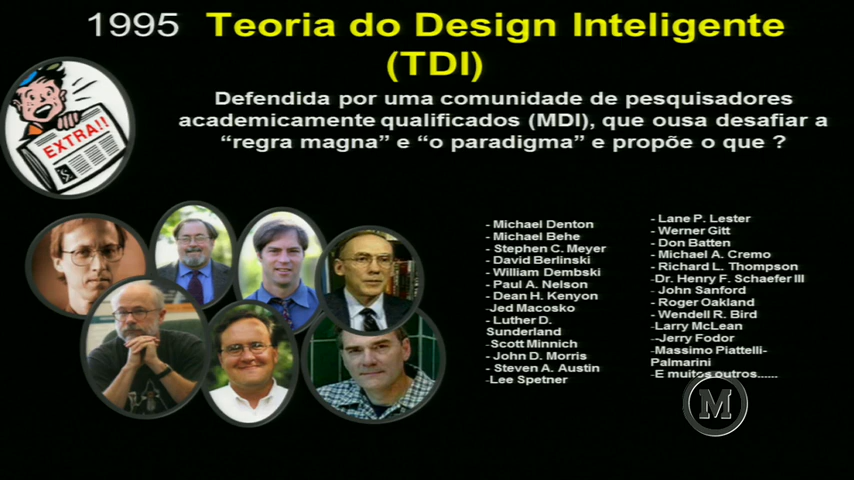 1995 Teoria do Design Inteligente
(TDI)
Defendida por uma comunidade de pesquisadores
academicamente qualificados (MDI), que ousa desafiar a
“regra magna” e “o paradigma” e propõe o que ?
EXTRA!!
- Michael Denton
- Michael Behe
- Stephen C. Meyer
- David Berlinski
- William Dembski
- Paul A. Nelson
- Dean H. Kenyon
-Jed Macosko
- Luther D.
Sunderland
-Scott Minnich
- John D. Morris
- Steven A. Austin
-Lee Spetner
- Lane P. Lester
- Werner Gitt
- Don Batten
- Michael A. Cremo
- Richard L. Thompson
-Dr. Henry F. Schaefer III
- John Sanford
- Roger Oakland
- Wendell R. Bird
-Larry McLean
-Jerry Fodor
-Massimo Piattelli-
Palmarini
-E muitos outros......
M